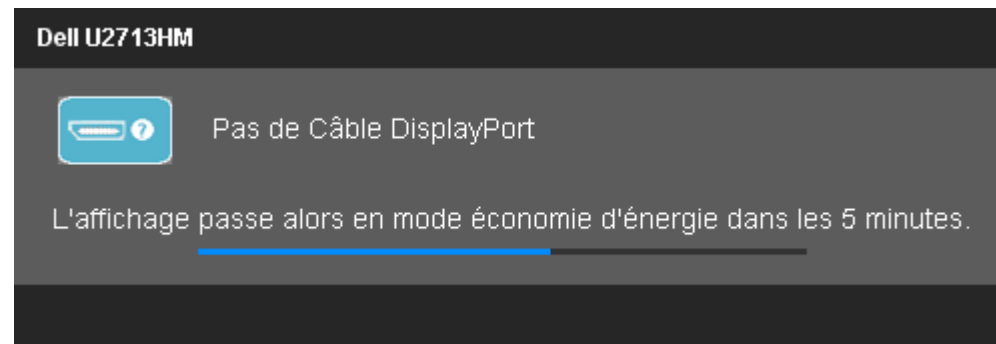 Dell U2713HM
Pas de Câble DisplayPort
L'affichage passe alors en mode économie d'énergie dans les 5 minutes.